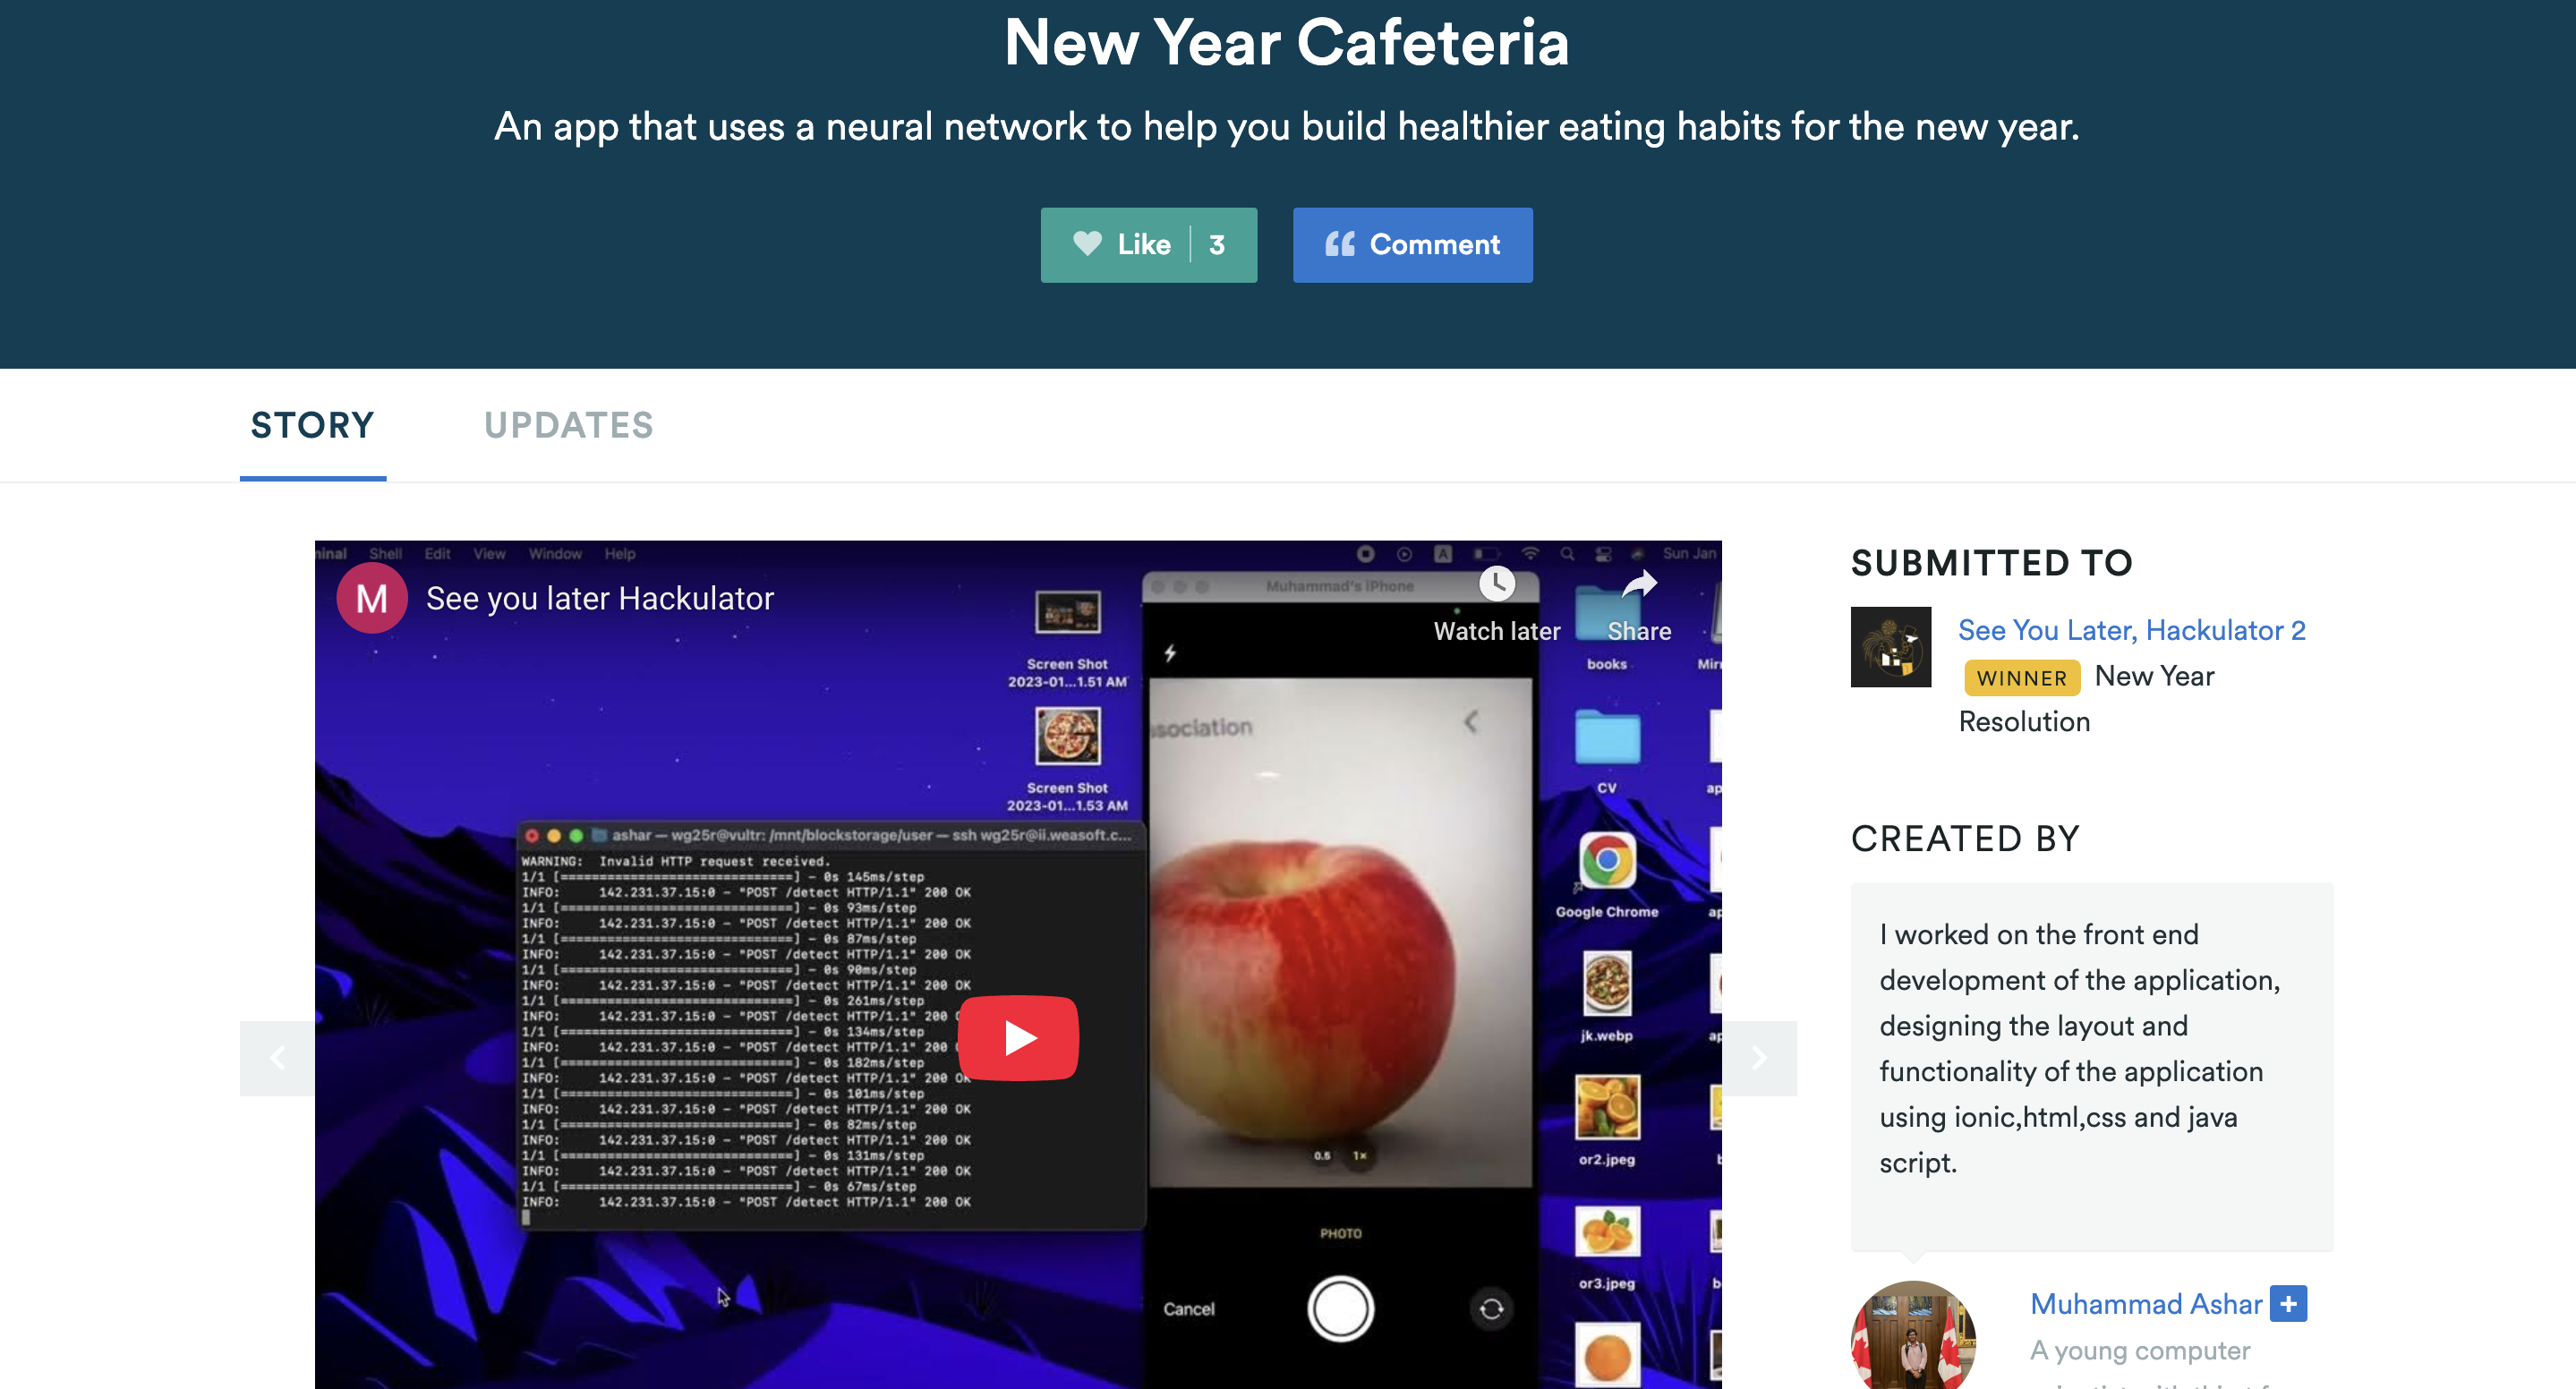 New Year Cafeteria
An app that uses a neural network to help you build healthier eating habits for the new year.
Like 3
Comment
STORY
UPDATES
minal Shell Edit View Window Help
Sun Jan
M
See you later Hackulator
Watch later
Share
Muhammad's iPhone
Screen Shot
2023-01...1.51 AM
Screen Shot
2023-01...1.53 AM
ssociation
books
Mirr
CV
ap
Google Chrome
ap
jk.webp
ap
or2.jpeg
or3.jpeg
ashar — wg25r@vultr: /mnt/blockstorage/user — ssh wg25r@ii.weasoft.c...
WARNING: Invalid HTTP request received.
1/1 [==============================] - 0s 145ms/step
INFO: 142.231.37.15:0 - "POST /detect HTTP/1.1" 200 OK
1/1 [==============================] - 0s 93ms/step
INFO: 142.231.37.15:0 - "POST /detect HTTP/1.1" 200 OK
1/1 [==============================] - 0s 87ms/step
INFO: 142.231.37.15:0 - "POST /detect HTTP/1.1" 200 OK
1/1 [==============================] - 0s 90ms/step
INFO: 142.231.37.15:0 - "POST /detect HTTP/1.1" 200 OK
1/1 [==============================] - 0s 261ms/step
INFO: 142.231.37.15:0 - "POST /detect HTTP/1.1" 200
1/1 [==============================] - 0s 134ms/step
INFO: 142.231.37.15:0 - "POST /detect HTTP/1.1" 200
1/1 [==============================] - 0s 182ms/step
INFO: 142.231.37.15:0 - "POST /detect HTTP/1.1" 200 OK
1/1 [==============================] - 0s 101ms/step
INFO: 142.231.37.15:0 - "POST /detect HTTP/1.1" 200 OK
1/1 [==============================] - 0s 82ms/step
INFO: 142.231.37.15:0 - "POST /detect HTTP/1.1" 200 OK
1/1 [==============================] - 0s 131ms/step
INFO: 142.231.37.15:0 - "POST /detect HTTP/1.1" 200 OK
1/1 [==============================] - 0s 67ms/step
INFO: 142.231.37.15:0 - "POST /detect HTTP/1.1" 200 OK
0.5 1×
PHOTO
Cancel
SUBMITTED TO
See You Later, Hackulator 2
WINNER New Year
Resolution
CREATED BY
I worked on the front end
development of the application,
designing the layout and
functionality of the application
using ionic,html,css and java
script.
Muhammad Ashar
A young computer